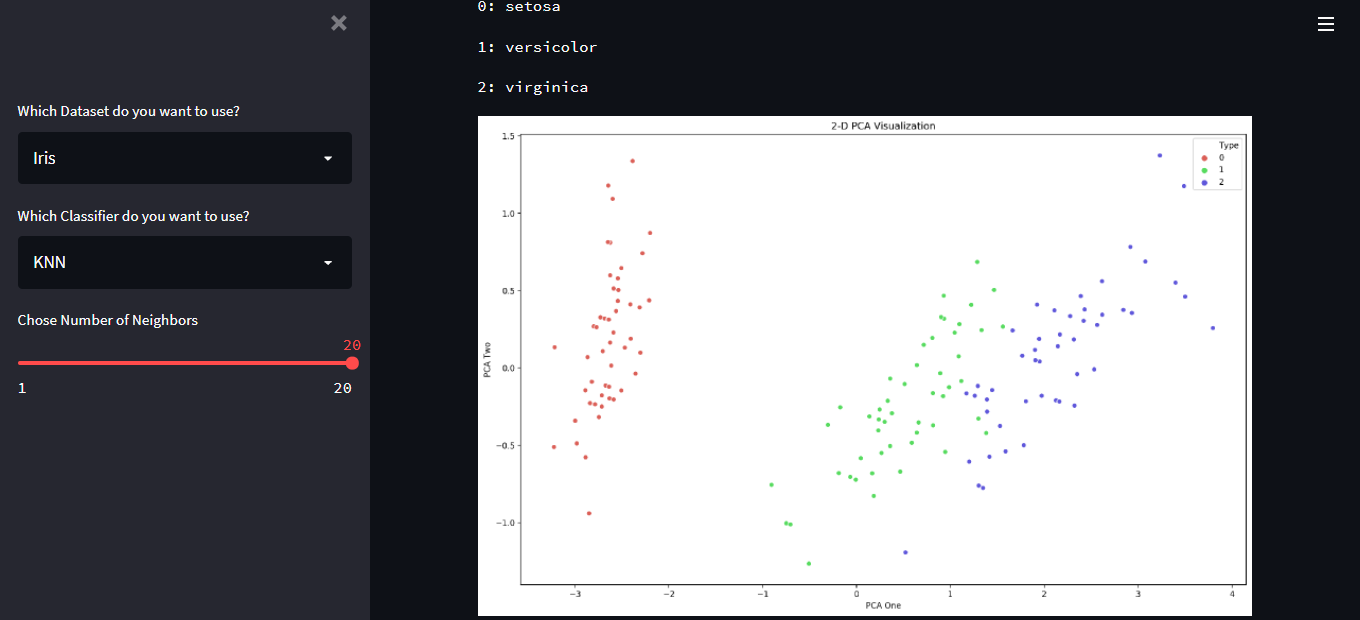 Which Dataset do you want to use?
Iris
Which Classifier do you want to use?
KNN
Chose Number of Neighbors
20
1
20
0: setosa
1: versicolor
2: virginica
2-D PCA Visualization
Type
0
1
2
PCA Two
1.5
1.0
0.5
0.0
−0.5
−1.0
−3
−2
−1
0
1
2
3
4
PCA One